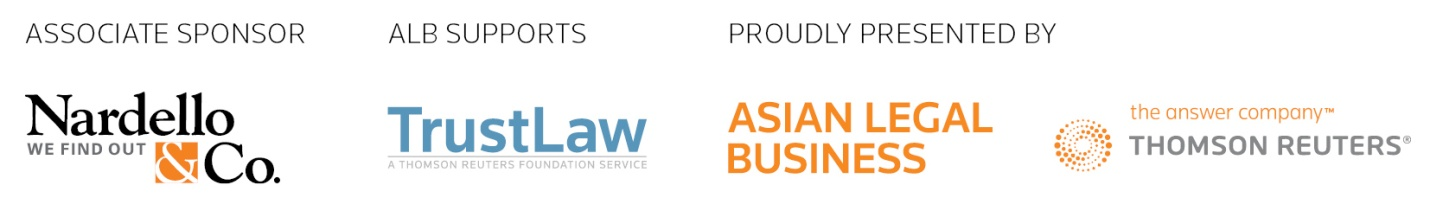 ASSOCIATE SPONSOR
Nardello
WE FIND OUT
& Co.
ALB SUPPORTS
TrustLaw
A THOMSON REUTERS FOUNDATION SERVICE
PROUDLY PRESENTED BY
ASIAN LEGAL
BUSINESS
the answer company™
THOMSON REUTERS®